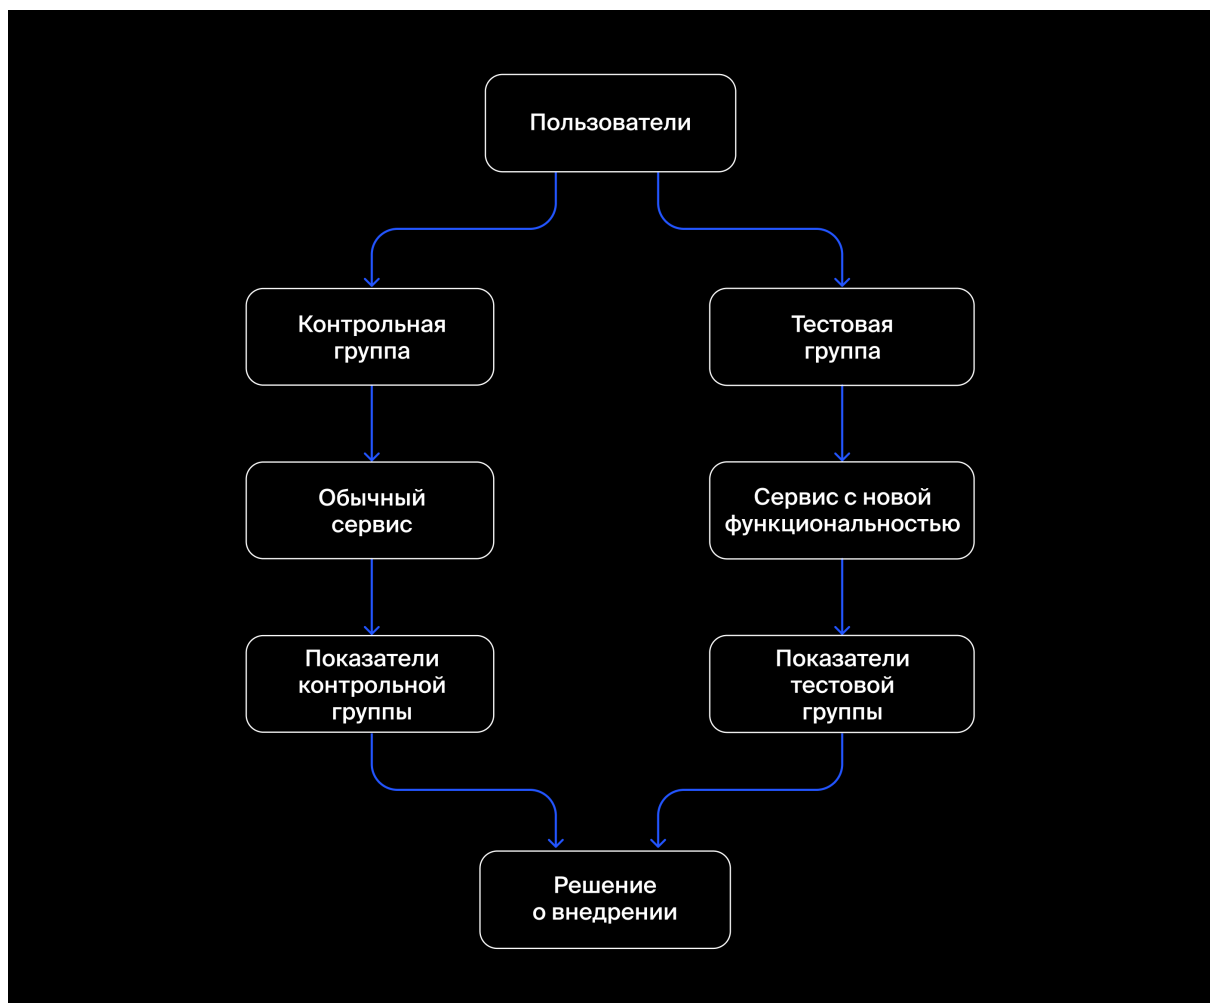 Пользователи
Контрольная
группа
Тестовая
группа
Обычный
сервис
Сервис с новой
функциональностью
Показатели
контрольной
группы
Показатели
тестовой
группы
Решение
о внедрении